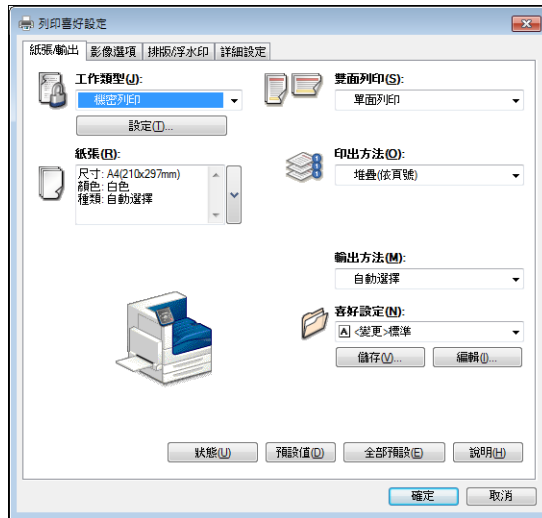 列印喜好設定
紙張/輸出 影像選項 排版/浮水印 詳細設定
工作類型(J):
機密列印
設定(T)...
紙張(R):
尺寸: A4(210x297mm)
顏色: 白色
種類: 自動選擇
雙面列印(S):
單面列印
印出方法(O):
堆疊(依頁號)
輸出方法(M):
自動選擇
喜好設定(N):
A <變更>標準
儲存(V)... 編輯(I)...
狀態(U) 預設值(D) 全部預設(E) 說明(H)
確定 取消